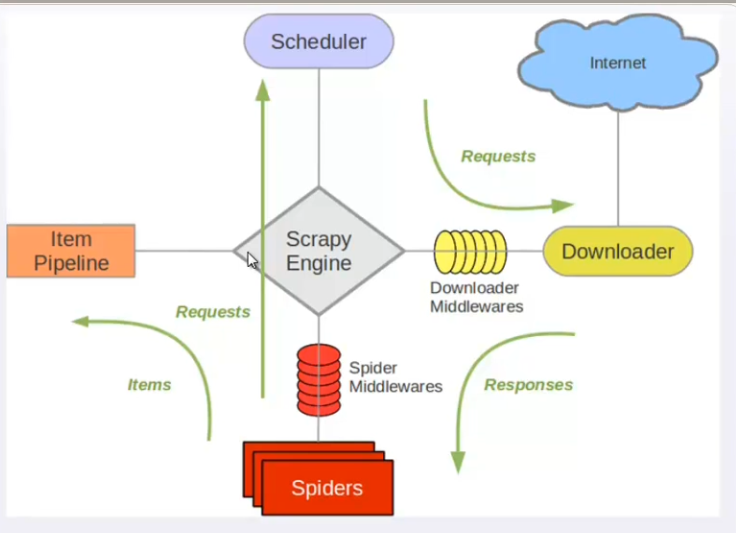 Scheduler
Internet
Requests
Item
Pipeline
Scrapy
Engine
Downloader
Downloader
Middlewares
Requests
Spider
Middlewares
Items
Responses
Spiders